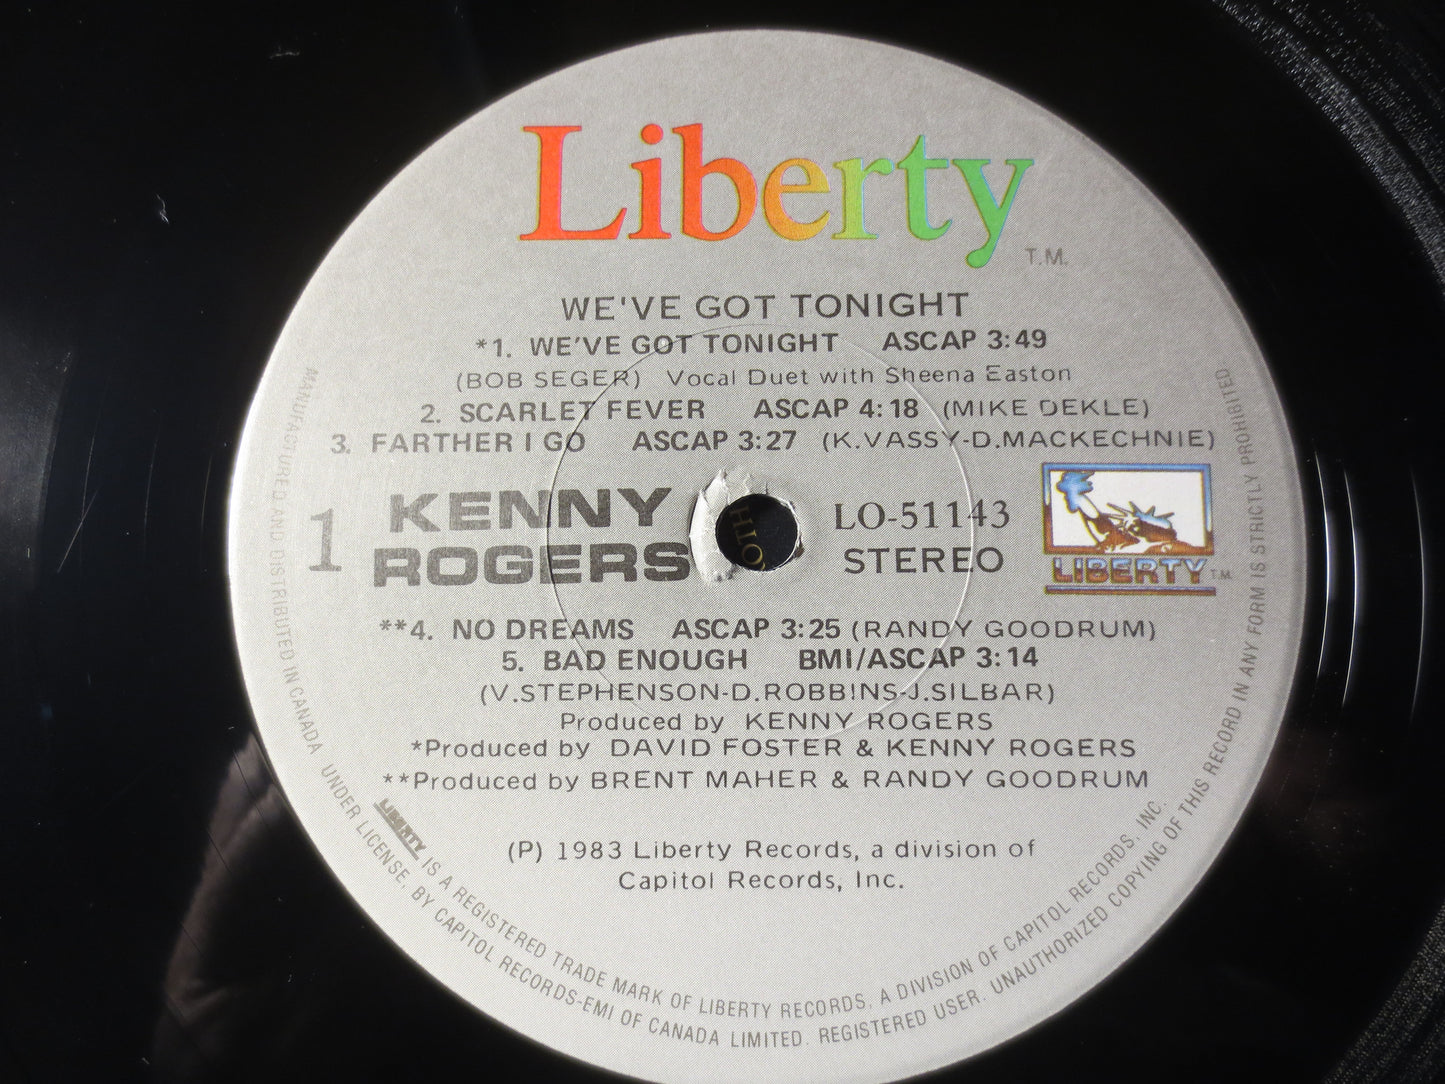 Liberty
T.M.
WE'VE GOT TONIGHT
*1. WE'VE GOT TONIGHT ASCAP 3:49
(BOB SEGER) Vocal Duet with Sheena Easton
2. SCARLET FEVER ASCAP 4:18 (MIKE DEKLE)
3. FARTHER I GO ASCAP 3:27 (K.VASSY-D.MACKECHNIE)
1
KENNY
ROGERS
LO-51143
STEREO
LIBERTY T.M.
**4. NO DREAMS ASCAP 3:25 (RANDY GOODRUM)
5. BAD ENOUGH BMI/ASCAP 3:14
(V.STEPHENSON-D.ROBBINS-J.SILBAR)
Produced by KENNY ROGERS
*Produced by DAVID FOSTER & KENNY ROGERS
**Produced by BRENT MAHER & RANDY GOODRUM
(P) 1983 Liberty Records, a division of
Capitol Records, Inc.
LIBERTY IS A REGISTERED TRADE MARK OF LIBERTY RECORDS, A DIVISION OF CAPITOL RECORDS, INC.
MANUFACTURED AND DISTRIBUTED IN CANADA UNDER LICENSE, BY CAPITOL RECORDS-EMI OF CANADA LIMITED. REGISTERED USER. UNAUTHORIZED COPYING OF THIS RECORD IN ANY FORM IS STRICTLY PROHIBITED.